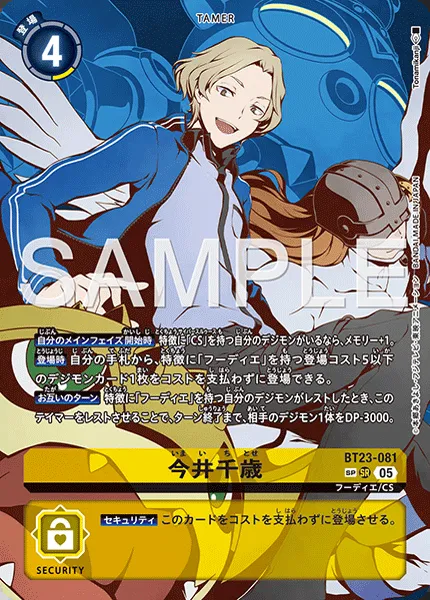 TAMER
登場
4
Tonamikanji
BANDAI, MADE IN JAPAN
SAMPLE
自分のメインフェイズ開始時 特徴に「CS」を持つ自分のデジモンがいるなら、メモリー+1。
登場時 自分の手札から、特徴に「フーディエ」を持つ登場コスト5以下
のデジモンカード1枚をコストを支払わずに登場できる。
お互いのターン 特徴に「フーディエ」を持つ自分のデジモンがレストしたとき、この
テイマーをレストさせることで、ターン終了まで、相手のデジモン1体をDP-3000。
いまいちとせ
今井千歳
BT23-081
SP SR 05
フーディエ/CS
セキュリティ このカードをコストを支払わずに登場させる。
SECURITY